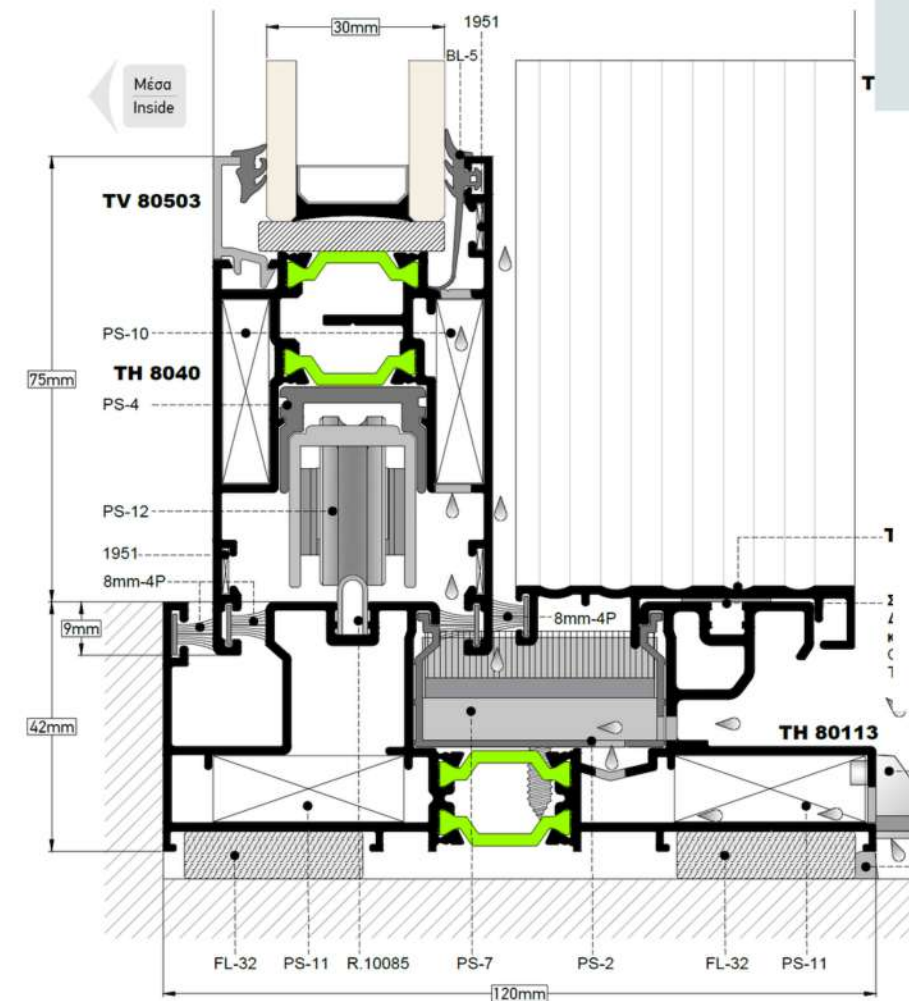 1951
30mm
BL-5
Μέσα
Inside
T
TV 80503
PS-10
TH 8040
75mm
PS-4
PS-12
1951
8mm-4P
8mm-4P
9mm
42mm
TH 80113
FL-32
PS-11
R.10085
PS-7
PS-2
FL-32
PS-11
120mm